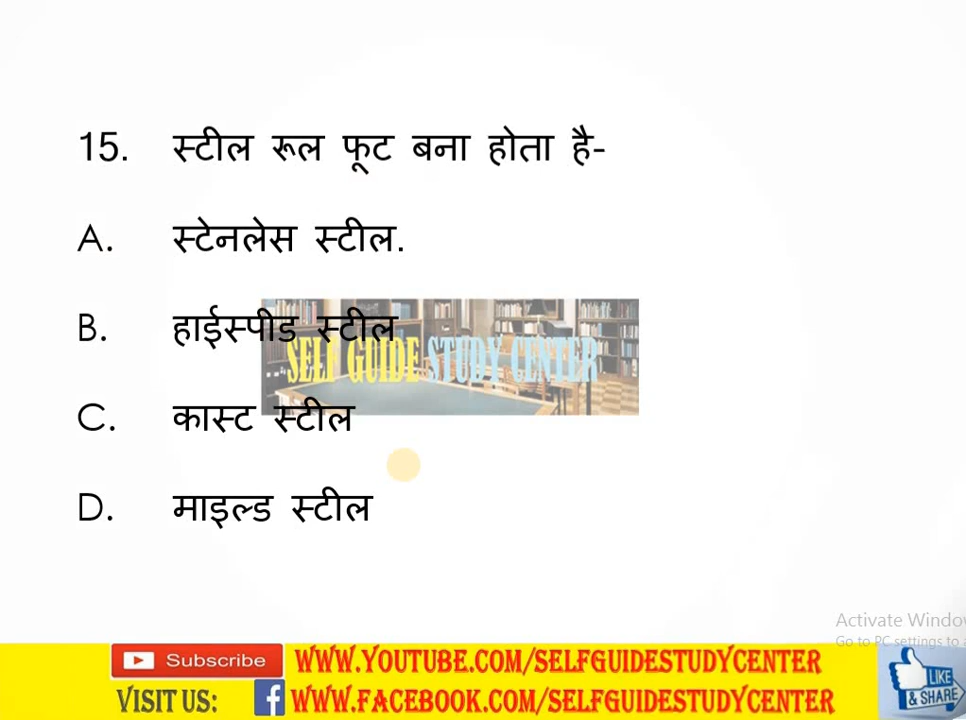 15. स्टील रूल फूट बना होता है-
A. स्टेनलेस स्टील.
B. हाईस्पीड स्टील
SELF GUIDE STUDY CENTER
C. कास्ट स्टील
D. माइल्ड स्टील
Activate Window
Go to PC settings to a
Subscribe WWW.YOUTUBE.COM/SELFGUIDESTUDYCENTER
VISIT US: f WWW.FACEBOOK.COM/SELFGUIDESTUDYCENTER
LIKE
& SHARE